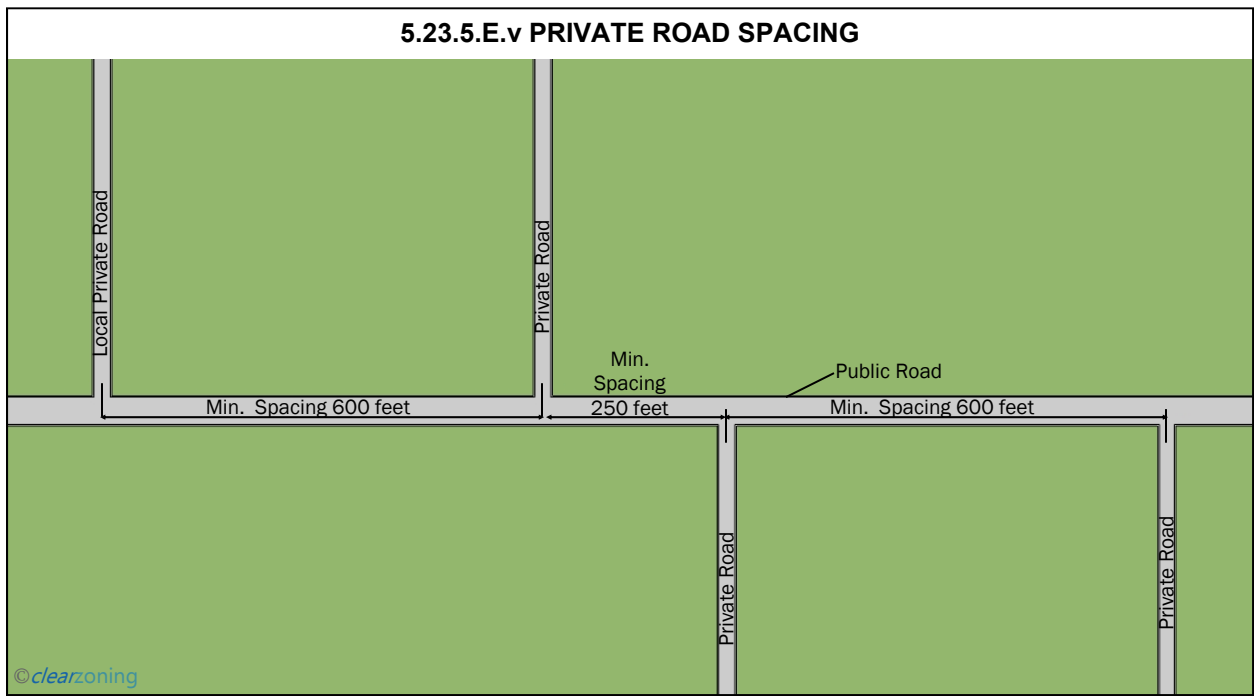 5.23.5.E.v PRIVATE ROAD SPACING
Local Private Road
Private Road
Min.
Spacing
250 feet
Public Road
Min. Spacing 600 feet
Min. Spacing 600 feet
Private Road
Private Road
©clearzoning